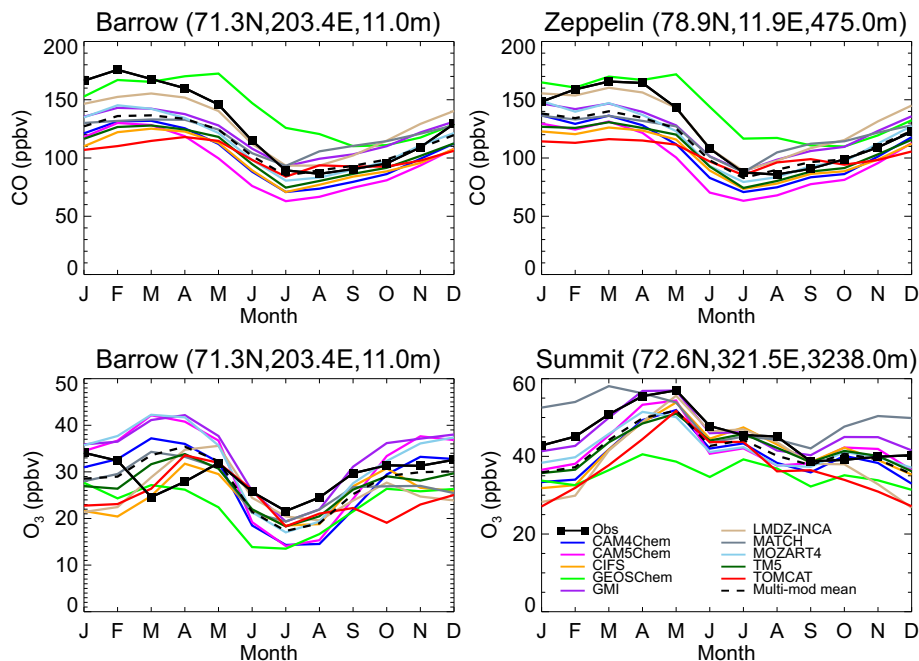 Barrow (71.3N,203.4E,11.0m)
Zeppelin (78.9N,11.9E,475.0m)
200
150
100
50
0
CO (ppbv)
J F M A M J J A S O N D
Month
200
150
100
50
0
CO (ppbv)
J F M A M J J A S O N D
Month
Barrow (71.3N,203.4E,11.0m)
Summit (72.6N,321.5E,3238.0m)
50
40
30
20
10
0
O3 (ppbv)
J F M A M J J A S O N D
Month
60
40
20
0
O3 (ppbv)
Obs
CAM4Chem
CAM5Chem
CIFS
GEOSChem
GMI
LMDZ-INCA
MATCH
MOZART4
TM5
TOMCAT
Multi-mod mean
J F M A M J J A S O N D
Month